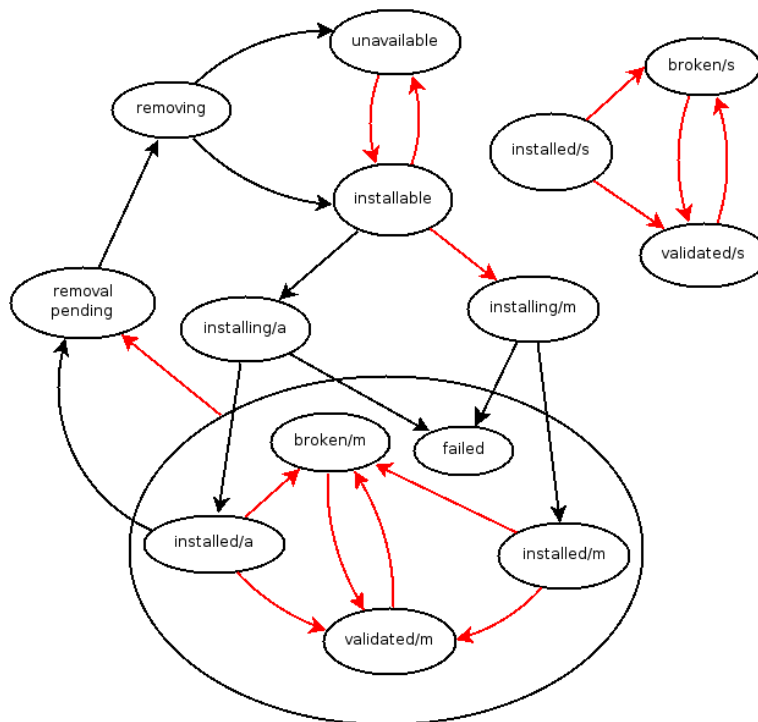 unavailable
broken/s
removing
installed/s
installable
validated/s
removal
pending
installing/a
installing/m
broken/m
failed
installed/a
installed/m
validated/m